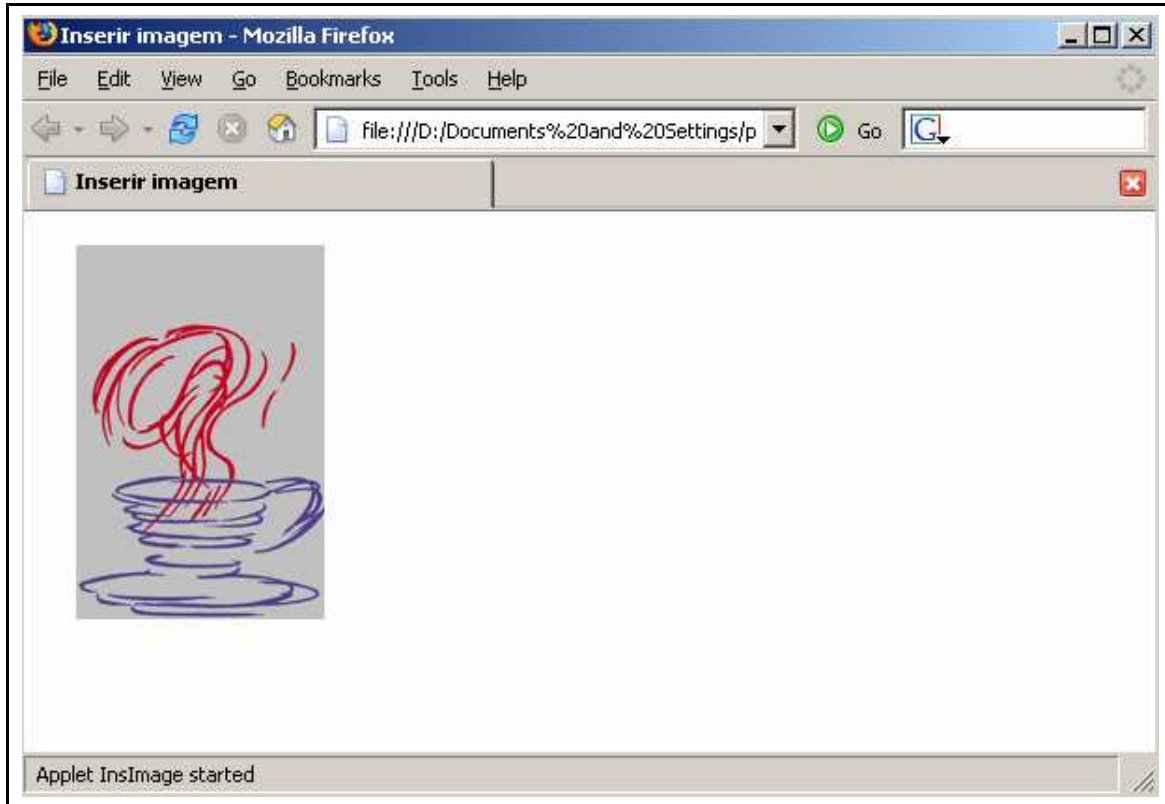 Inserir imagem - Mozilla Firefox
File Edit View Go Bookmarks Tools Help
file:///D:/Documents%20and%20Settings/p Go G
Inserir imagem
Applet InsImage started